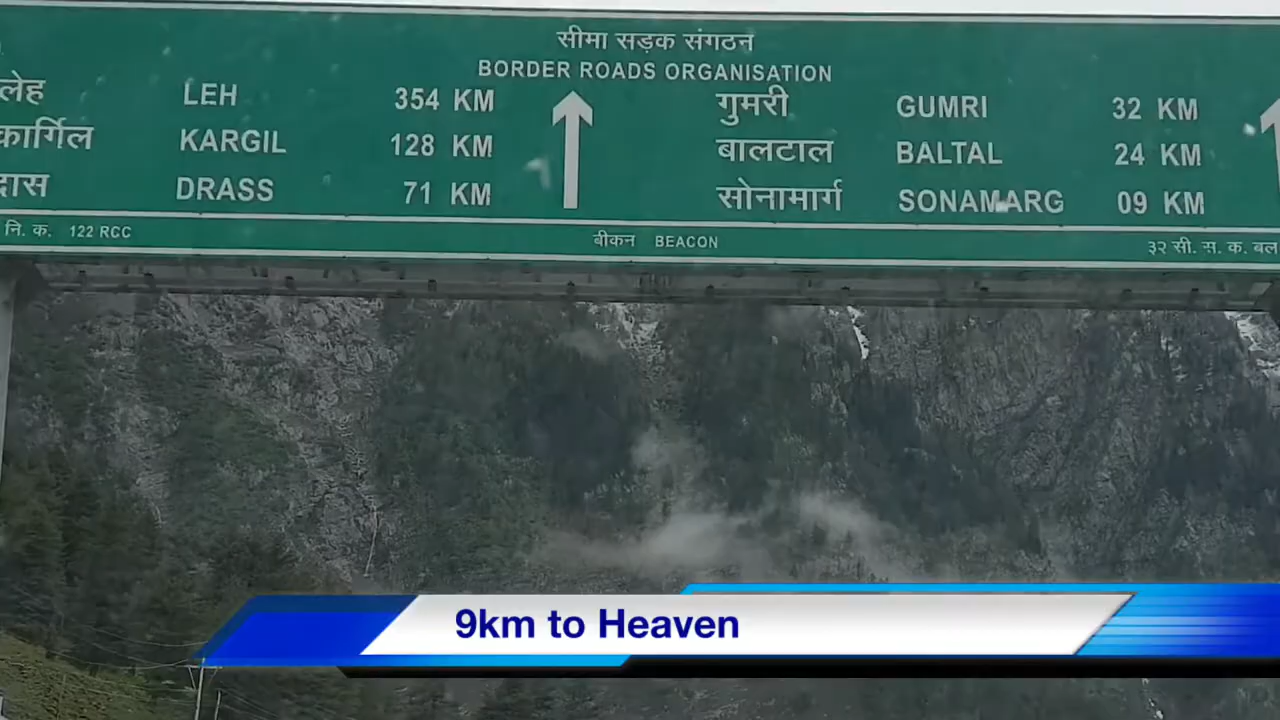 सीमा सड़क संगठन
BORDER ROADS ORGANISATION
लेह LEH 354 KM
कार्गिल KARGIL 128 KM
DRASS 71 KM
गुमरी GUMRI 32 KM
बालटाल BALTAL 24 KM
सोनामार्ग SONAMARG 09 KM
नि. क. 122 RCC
बीकन BEACON
३२ सी. स. क. बल
9km to Heaven